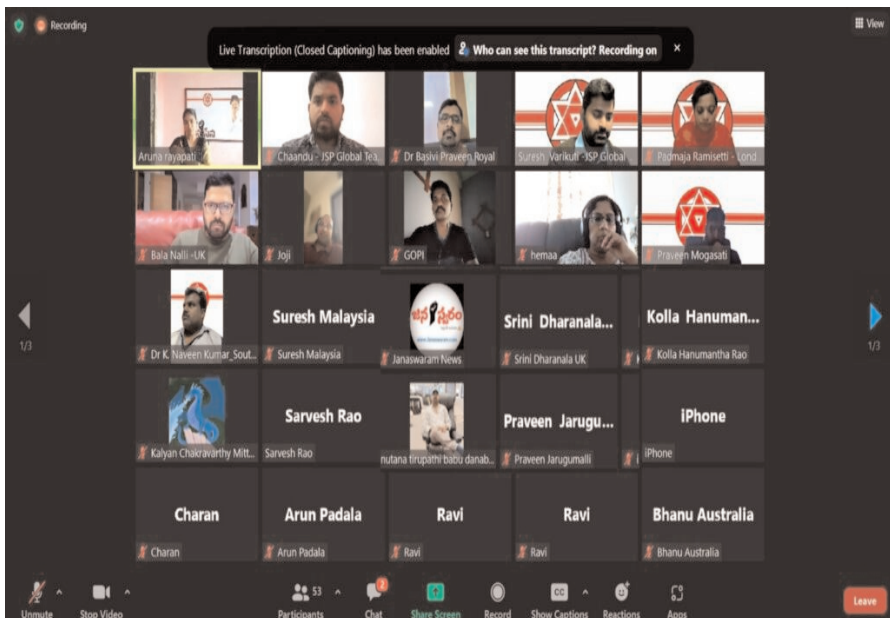 Recording
View
Live Transcription (Closed Captioning) has been enabled
Who can see this transcript? Recording on
Aruna rayapati
Chaandu - JSP Global Tea...
Dr Basivi Praveen Royal
Suresh Varikuti -JSP Global
Padmaja Ramisetti - Lond...
Bala Nalli -UK
Joji
GOPI
hemaa
Praveen Mogasati
Dr K. Naveen Kumar_Sout...
Suresh Malaysia
Suresh Malaysia
జన స్వరం
Janaswaram News
Srini Dharanala...
Srini Dharanala UK
Kolla Hanuman...
Kolla Hanumantha Rao
1/3
1/3
Kalyan Chakravarthy Mitt...
Sarvesh Rao
Sarvesh Rao
nutana tirupathi babu danab...
Praveen Jarugu...
Praveen Jarugumalli
iPhone
iPhone
Charan
Charan
Arun Padala
Arun Padala
Ravi
Ravi
Ravi
Ravi
Bhanu Australia
Bhanu Australia
Unmute
Stop Video
53
Participants
2
Chat
Share Screen
Record
CC
Show Captions
Reactions
Apps
Leave